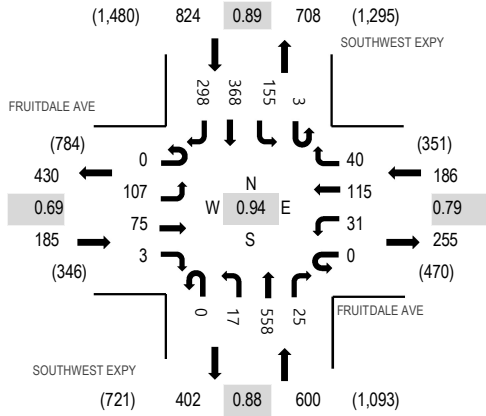 (1,480) 824 0.89 708 (1,295)
SOUTHWEST EXPY
298 368 155 3
FRUITDALE AVE
(784) (351)
0 40
430 186
107 N 115
0.69 W 0.94 E 0.79
75 S 31
185 255
3 0
(346) (470)
0 17 558 25
FRUITDALE AVE
SOUTHWEST EXPY
(721) 402 0.88 600 (1,093)